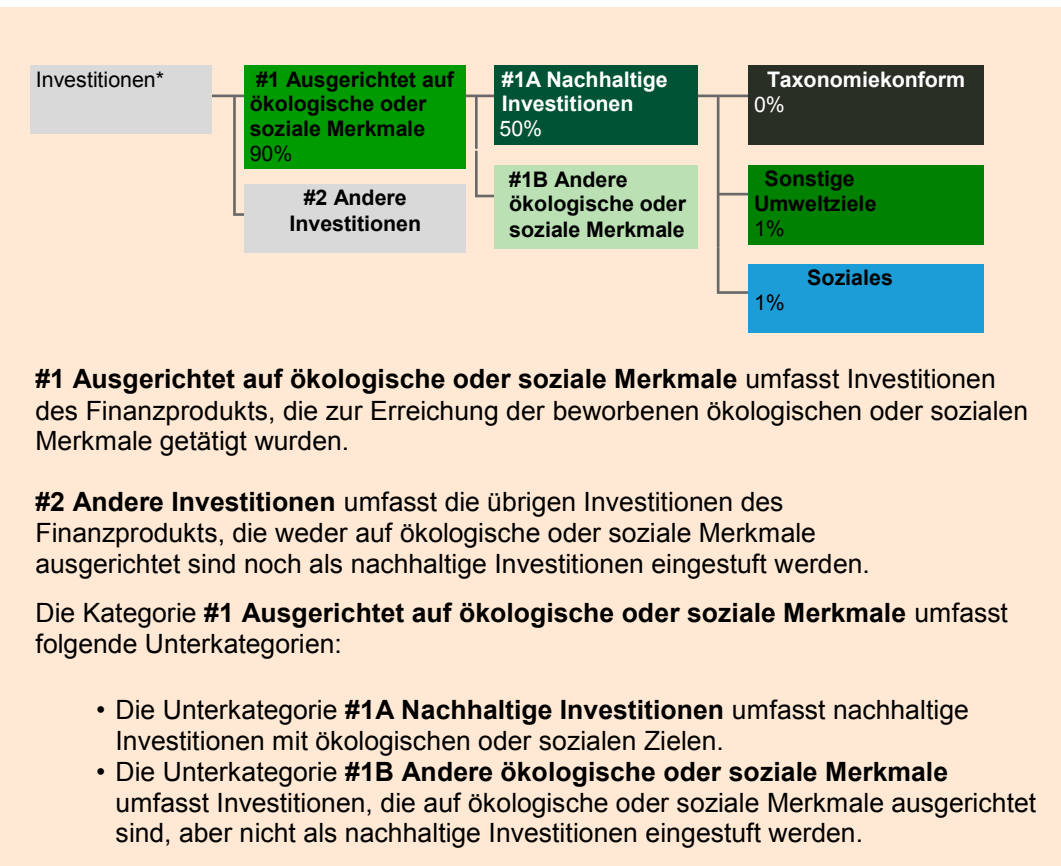 Investitionen*
#1 Ausgerichtet auf
ökologische oder
soziale Merkmale
90%
#2 Andere
Investitionen
#1A Nachhaltige
Investitionen
50%
#1B Andere
ökologische oder
soziale Merkmale
Taxonomiekonform
0%
Sonstige
Umweltziele
1%
Soziales
1%
#1 Ausgerichtet auf ökologische oder soziale Merkmale umfasst Investitionen
des Finanzprodukts, die zur Erreichung der beworbenen ökologischen oder sozialen
Merkmale getätigt wurden.
#2 Andere Investitionen umfasst die übrigen Investitionen des
Finanzprodukts, die weder auf ökologische oder soziale Merkmale
ausgerichtet sind noch als nachhaltige Investitionen eingestuft werden.
Die Kategorie #1 Ausgerichtet auf ökologische oder soziale Merkmale umfasst
folgende Unterkategorien:
• Die Unterkategorie #1A Nachhaltige Investitionen umfasst nachhaltige
Investitionen mit ökologischen oder sozialen Zielen.
• Die Unterkategorie #1B Andere ökologische oder soziale Merkmale
umfasst Investitionen, die auf ökologische oder soziale Merkmale ausgerichtet
sind, aber nicht als nachhaltige Investitionen eingestuft werden.